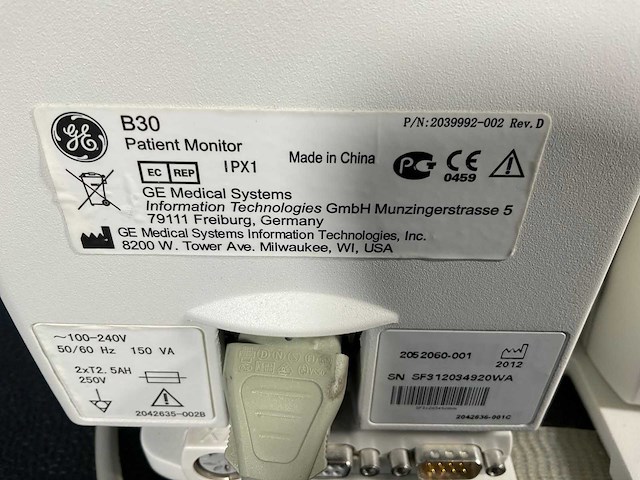 GE
B30
P/N:2039992-002 Rev.D
Patient Monitor
EC REP IPX1 Made in China PG CE 0459
GE Medical Systems
Information Technologies GmbH Munzingerstrasse 5
79111 Freiburg, Germany
GE Medical Systems Information Technologies, Inc.
8200 W. Tower Ave. Milwaukee, WI, USA
~100-240V
50/60 Hz 150 VA
2xT2.5AH
250V
2042635-002B
2052060-001
2012
SN SF312034920WA
2042636-001C